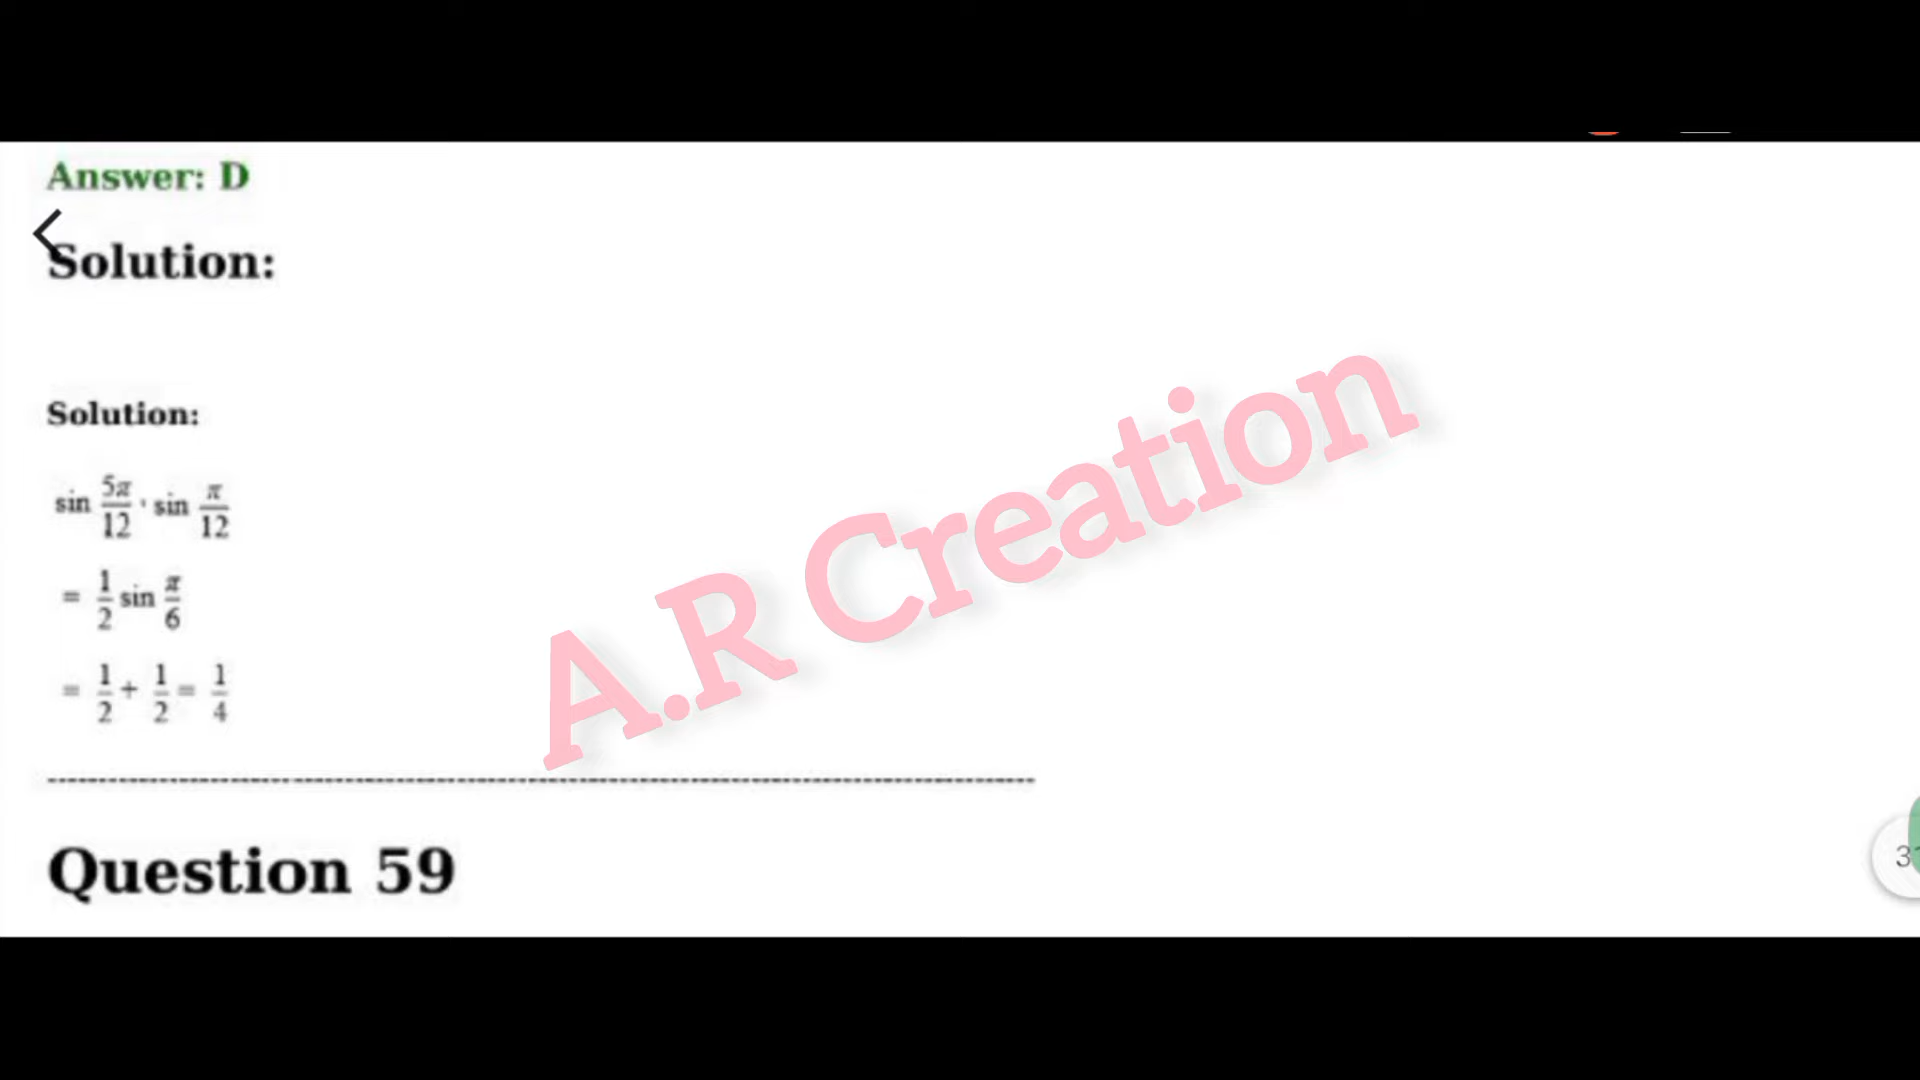 Answer: D
Solution:
Solution:
sin 5π/12 · sin π/12
= 1/2 sin π/6
= 1/2 + 1/2 = 1/4
Question 59
A.R Creation